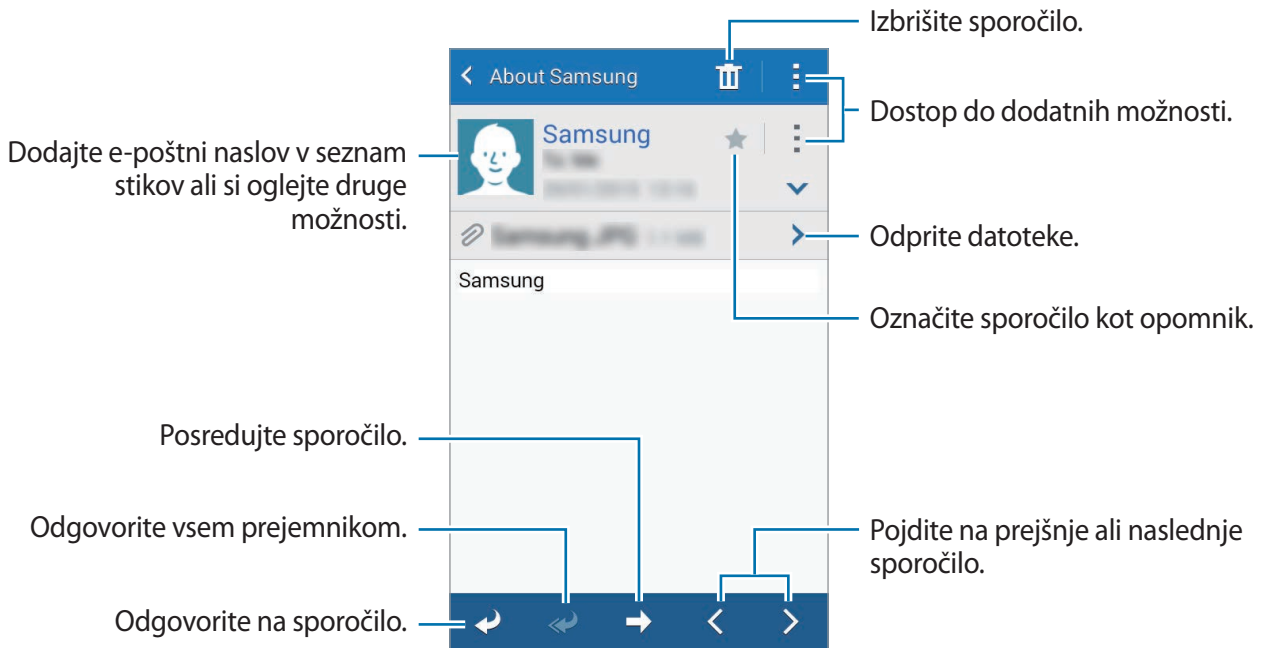 Izbrišite sporočilo.
About Samsung
Dostop do dodatnih možnosti.
Samsung
Dodajte e-poštni naslov v seznam
stikov ali si oglejte druge
možnosti.
Odprite datoteke.
Samsung
Označite sporočilo kot opomnik.
Posredujte sporočilo.
Odgovorite vsem prejemnikom.
Pojdite na prejšnje ali naslednje
sporočilo.
Odgovorite na sporočilo.